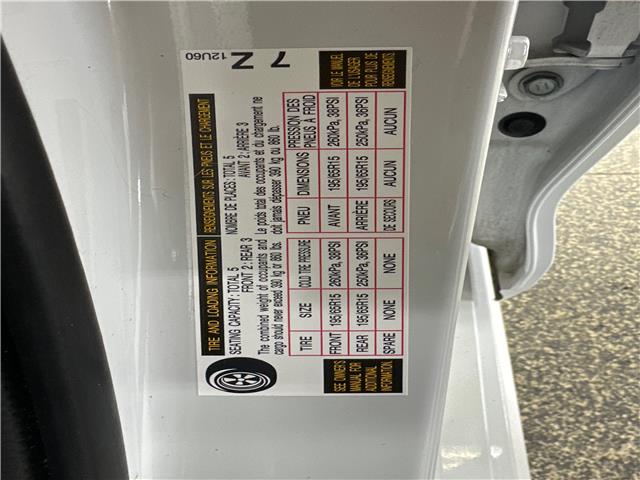 TIRE AND LOADING INFORMATION
RENSEIGNEMENTS SUR LES PNEUS ET LE CHARGEMENT
SEATING CAPACITY: TOTAL 5
FRONT 2: REAR 3
NOMBRE DE PLACES: TOTAL 5
AVANT 2: ARRIÈRE 3
The combined weight of occupants and
cargo should never exceed 390 kg or 860 lbs.
Le poids total des occupants et du chargement ne
doit jamais dépasser 390 kg ou 860 lb.
TIRE SIZE COLD TIRE PRESSURE
FRONT 195/65R15 260kPa, 38PSI
REAR 195/65R15 250kPa, 36PSI
SPARE NONE NONE
PNEU DIMENSIONS PRESSION DES
PNEUS À FROID
AVANT 195/65R15 260kPa, 38PSI
ARRIÈRE 195/65R15 250kPa, 36PSI
DE SECOURS AUCUN AUCUN
SEE OWNER'S
MANUAL FOR
ADDITIONAL
INFORMATION
VOIR LE MANUEL
DE L'USAGER
POUR PLUS DE
RENSEIGNEMENTS
12U60
Z 7